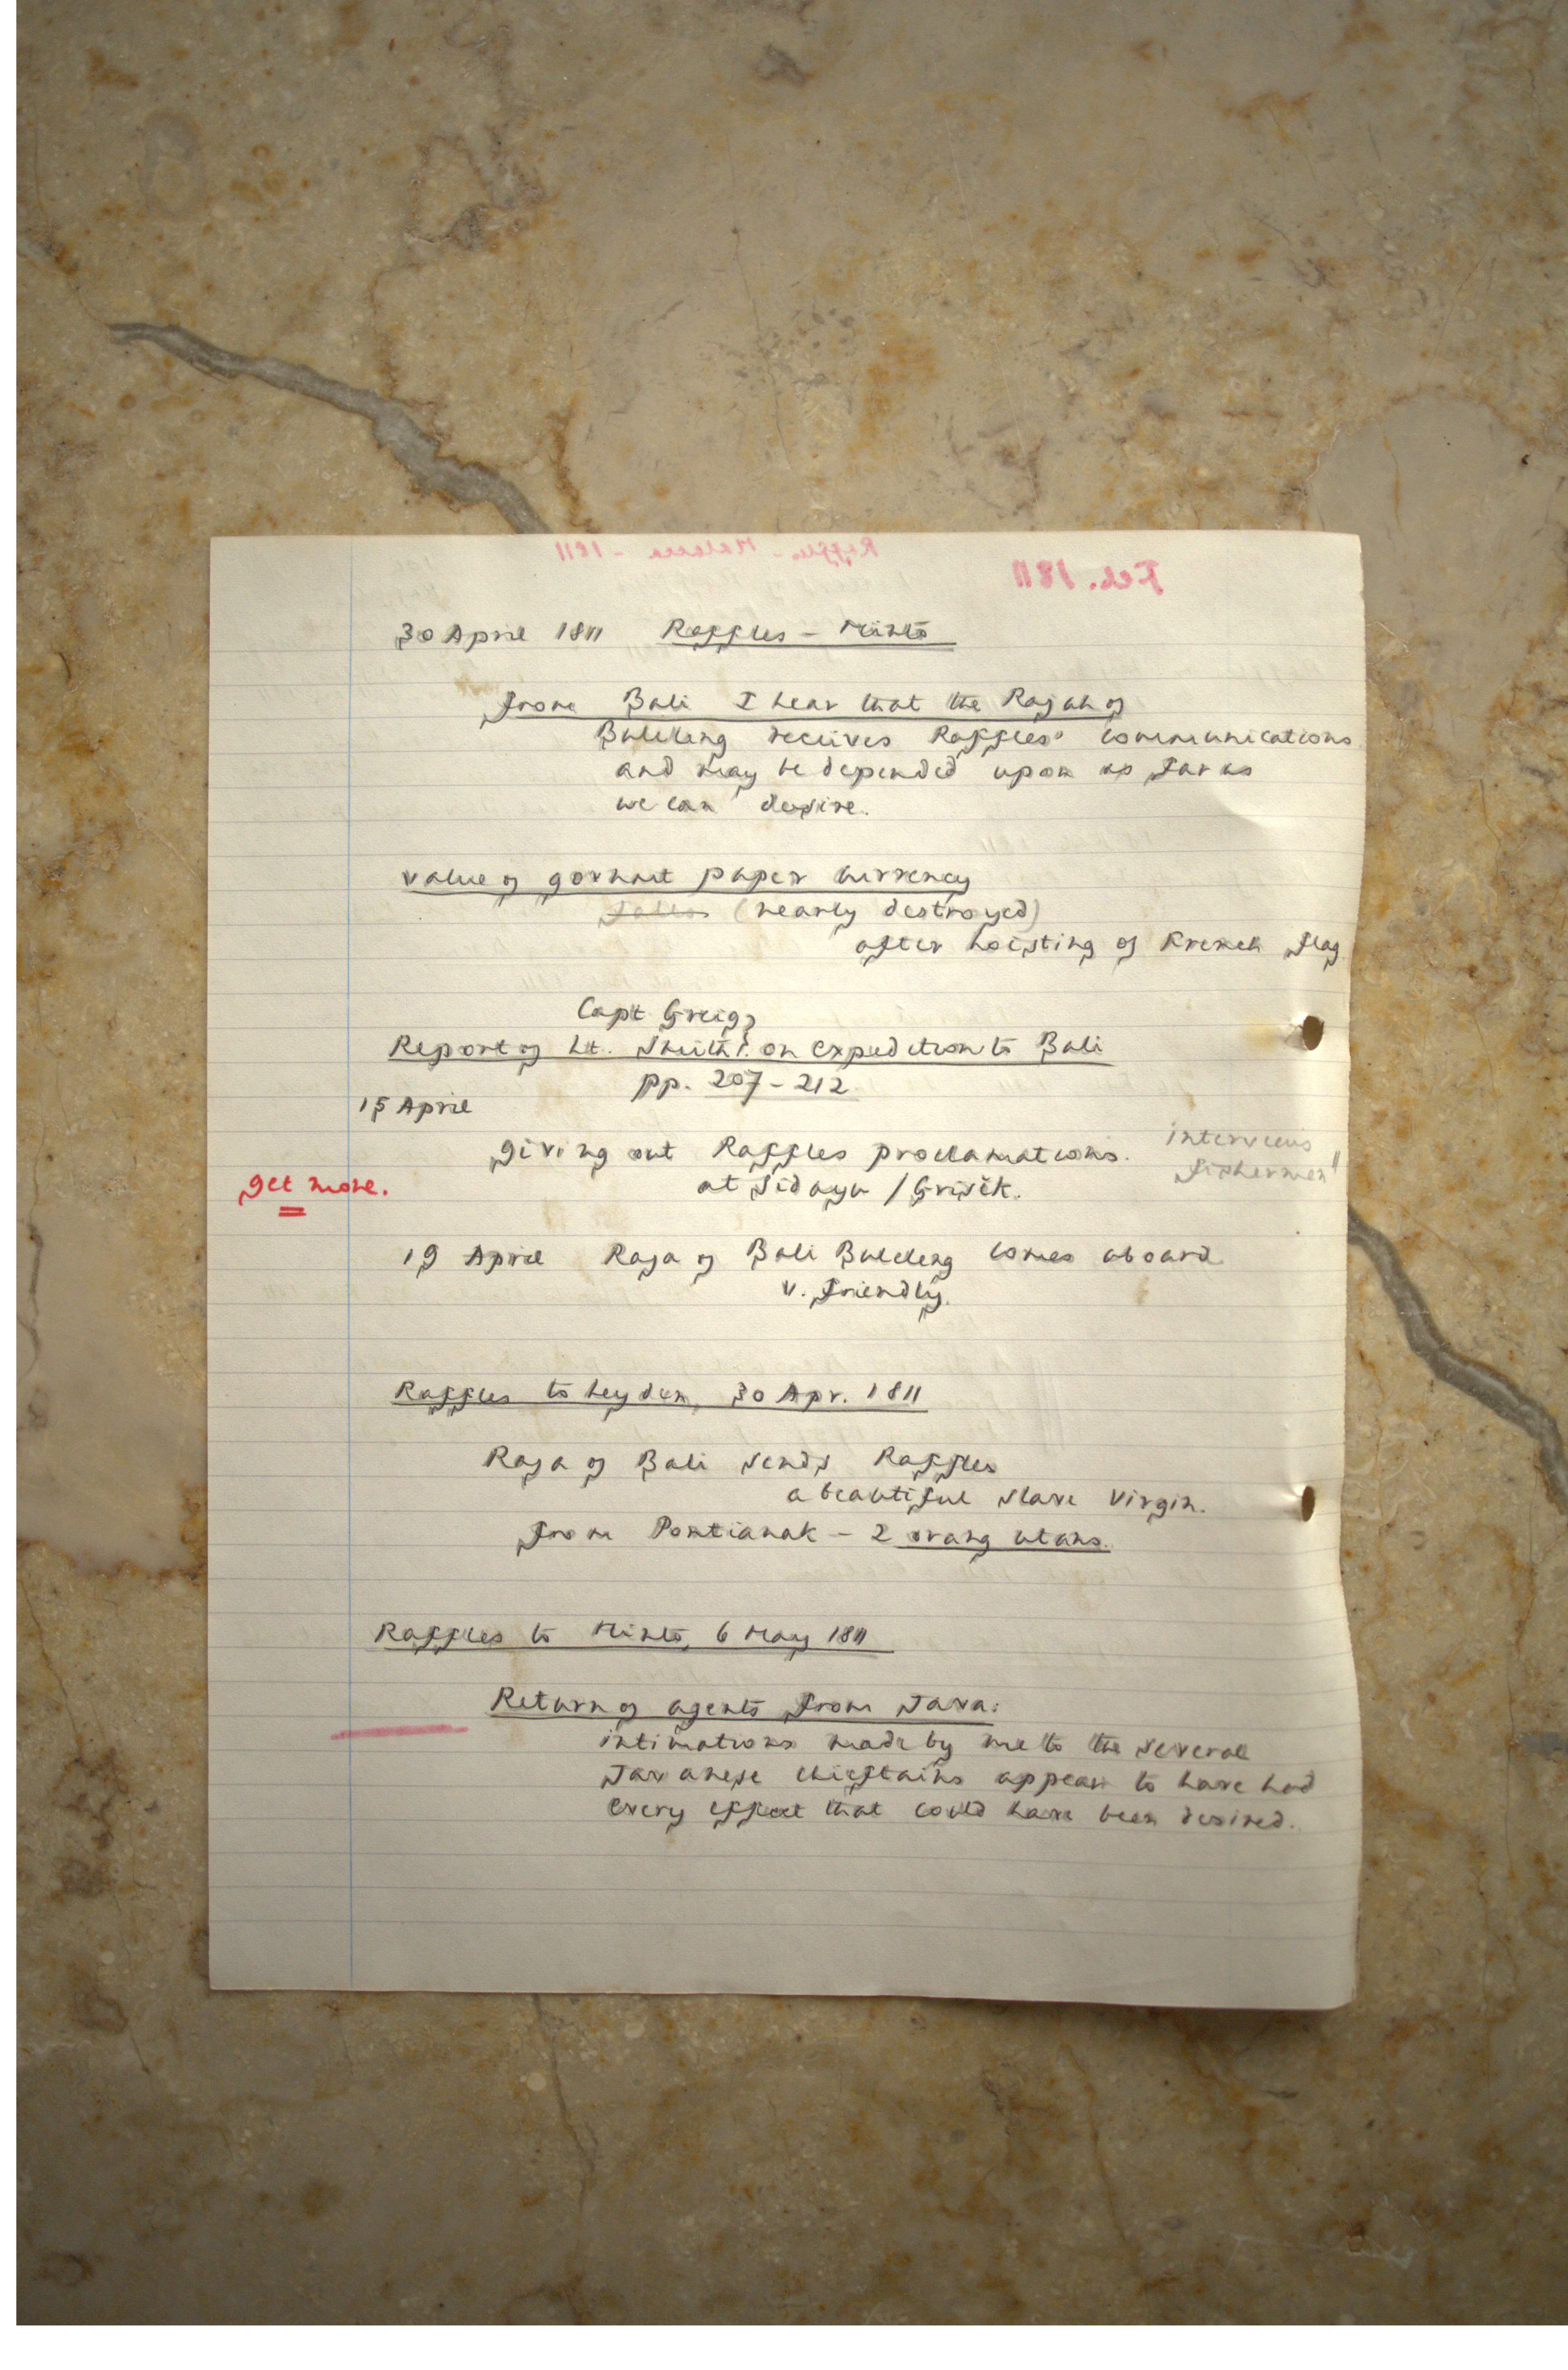 Raffles - Malacca - 1811
Feb. 1811
30 April 1811 Raffles - Minto
from Bali I hear that the Rajah of
Buleleng receives Raffles' communications
and may be depended upon as far as
we can desire.
value of govnmt paper currency
(nearly destroyed)
after hoisting of French flag
Capt Greig,
Report of Lt. Smith? on expedition to Bali
pp. 207-212
15 April
giving out Raffles proclamations. interviews
fishermen"
get more. at Sidayu / Grisek.
19 April Raja of Bali Buleleng comes aboard
v. friendly.
Raffles to Leyden, 30 Apr. 1811
Raja of Bali sends Raffles
a beautiful slave virgin.
from Pontianak - 2 orang utans.
Raffles to Minto, 6 May 1811
Return of agents from Java:
intimations made by me to the several
Javanese chieftains appear to have had
every effect that could have been desired.